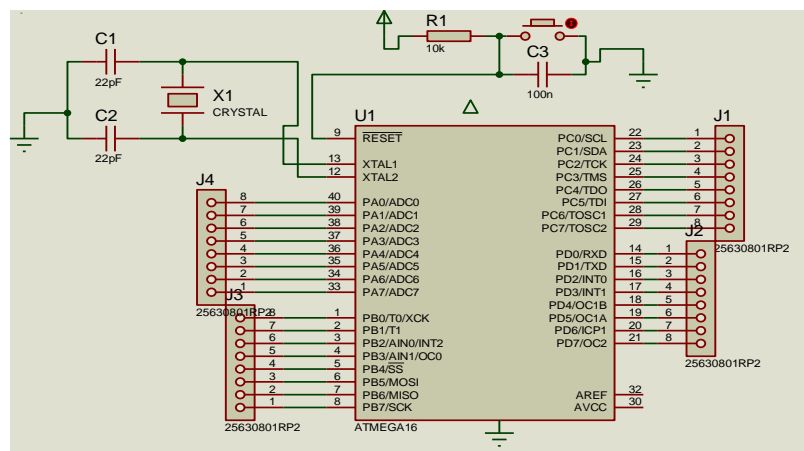 R1
10k
C3
100n
C1
22pF
C2
22pF
X1
CRYSTAL
U1
9 RESET
13 XTAL1
12 XTAL2
J4
8 40 PA0/ADC0
7 39 PA1/ADC1
6 38 PA2/ADC2
5 37 PA3/ADC3
4 36 PA4/ADC4
3 35 PA5/ADC5
2 34 PA6/ADC6
1 33 PA7/ADC7
25630801RP2
J3
8 1 PB0/T0/XCK
7 2 PB1/T1
6 3 PB2/AIN0/INT2
5 4 PB3/AIN1/OC0
4 5 PB4/SS
3 6 PB5/MOSI
2 7 PB6/MISO
1 8 PB7/SCK
25630801RP2
ATMEGA16
J1
PC0/SCL 22 1
PC1/SDA 23 2
PC2/TCK 24 3
PC3/TMS 25 4
PC4/TDO 26 5
PC5/TDI 27 6
PC6/TOSC1 28 7
PC7/TOSC2 29 8
25630801RP2
J2
PD0/RXD 14 1
PD1/TXD 15 2
PD2/INT0 16 3
PD3/INT1 17 4
PD4/OC1B 18 5
PD5/OC1A 19 6
PD6/ICP1 20 7
PD7/OC2 21 8
25630801RP2
AREF 32
AVCC 30